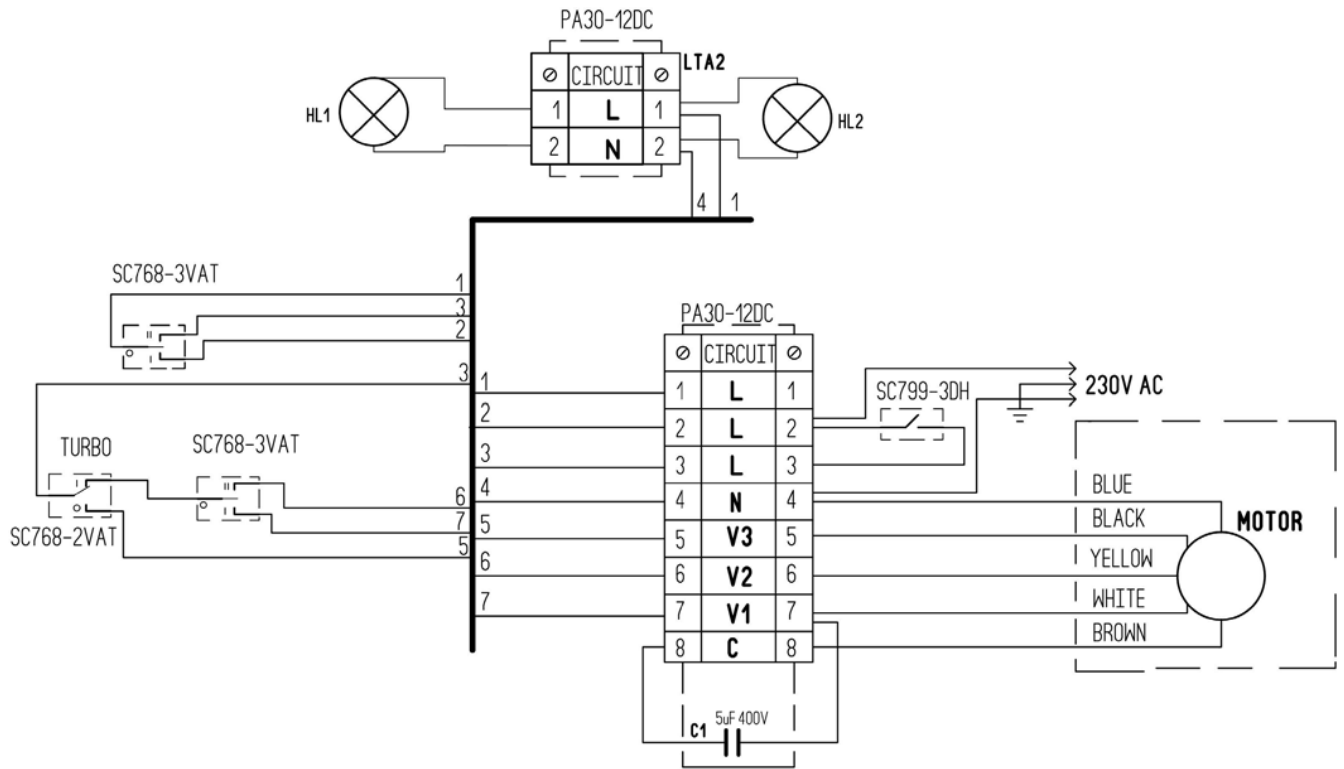 PA30-12DC
LTA2
CIRCUIT
1 L 1
2 N 2
HL1
HL2
4 1
SC768-3VAT
1
3
2
II
I
3
PA30-12DC
CIRCUIT
1 L 1
2 L 2
3 L 3
4 N 4
5 V3 5
6 V2 6
7 V1 7
8 C 8
1
2
3
4
5
6
7
SC799-3DH
230V AC
TURBO
I
SC768-2VAT
SC768-3VAT
II
I
6
7
5
BLUE
BLACK
YELLOW
WHITE
BROWN
MOTOR
C1
5uF 400V